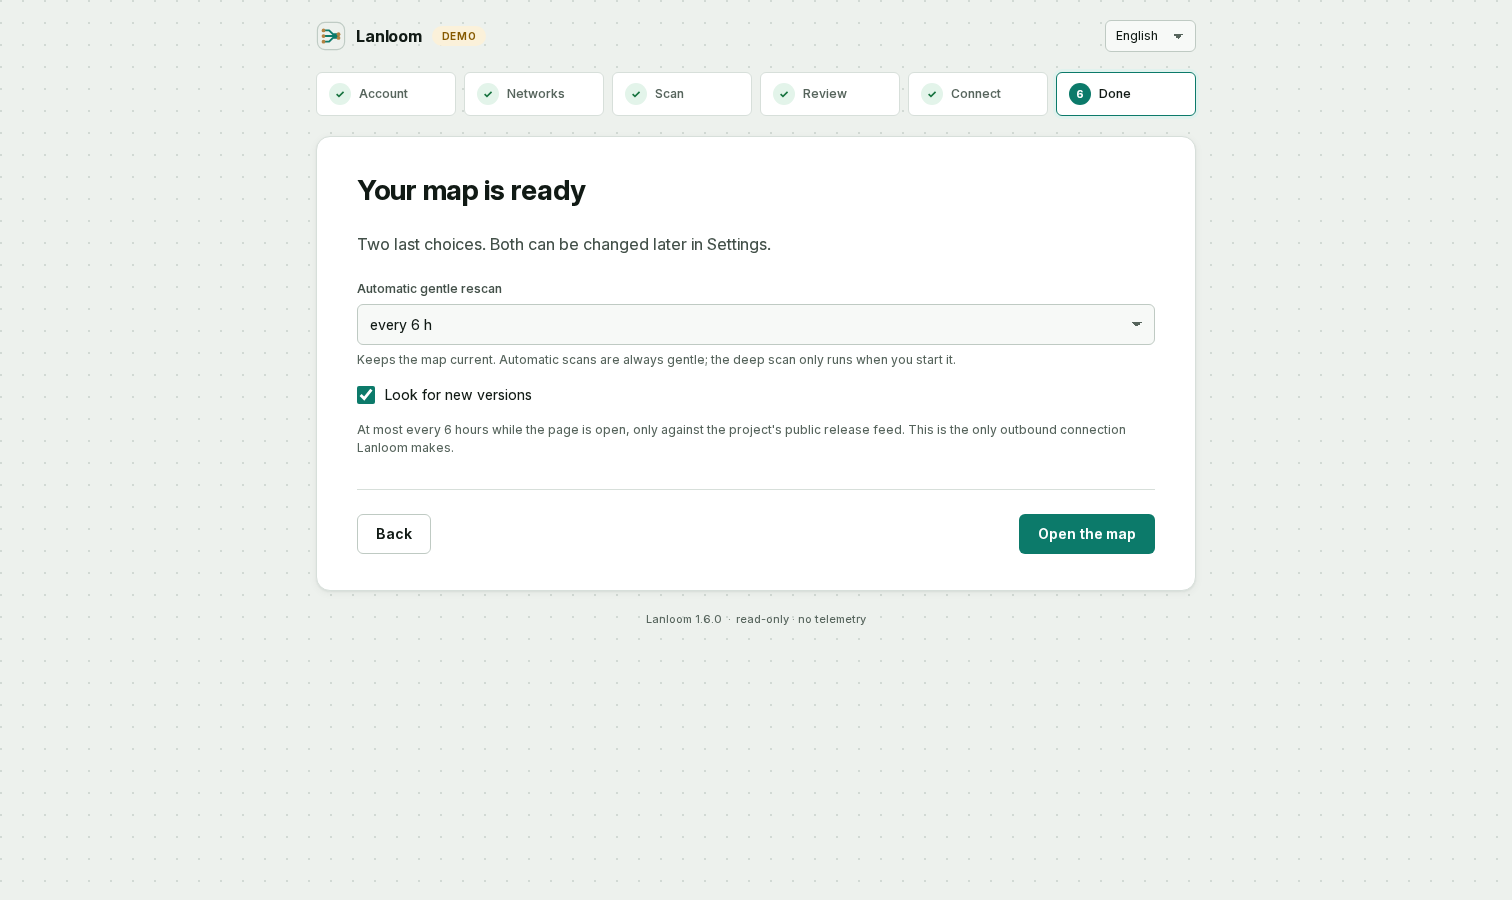 Lanloom DEMO English
Account Networks Scan Review Connect 6 Done
Your map is ready
Two last choices. Both can be changed later in Settings.
Automatic gentle rescan
every 6 h
Keeps the map current. Automatic scans are always gentle; the deep scan only runs when you start it.
Look for new versions
At most every 6 hours while the page is open, only against the project's public release feed. This is the only outbound connection
Lanloom makes.
Back Open the map
Lanloom 1.6.0 · read-only · no telemetry